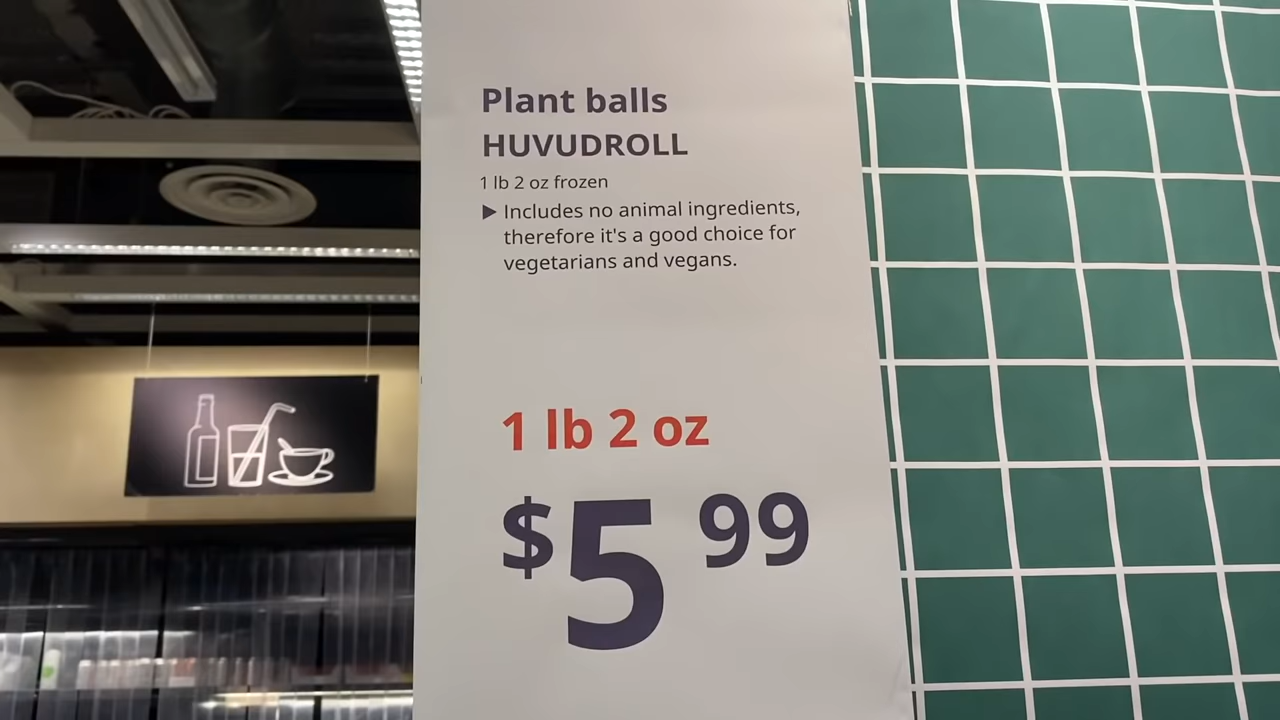 Plant balls
HUVUDROLL
1 lb 2 oz frozen
▶ Includes no animal ingredients,
therefore it's a good choice for
vegetarians and vegans.
1 lb 2 oz
$5 99